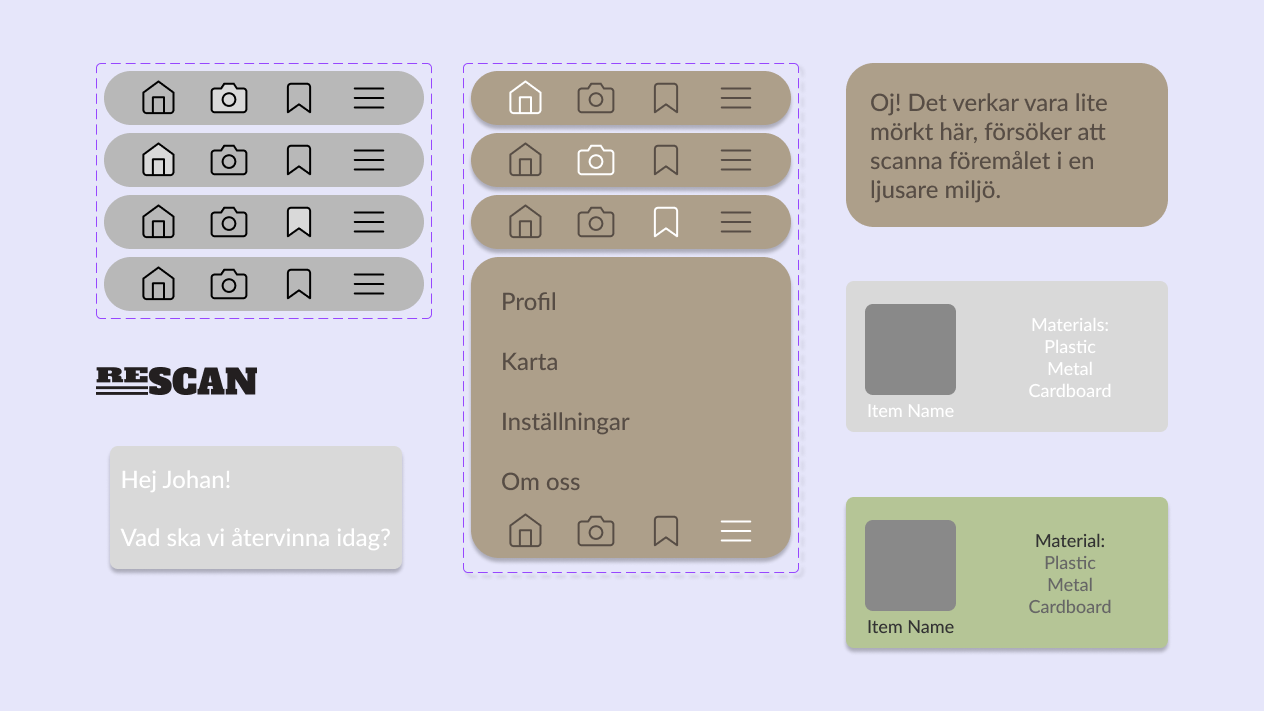 RESCAN
Hej Johan!
Vad ska vi återvinna idag?
Profil
Karta
Inställningar
Om oss
Oj! Det verkar vara lite
mörkt här, försöker att
scanna föremålet i en
ljusare miljö.
Materials:
Plastic
Metal
Cardboard
Item Name
Material:
Plastic
Metal
Cardboard
Item Name